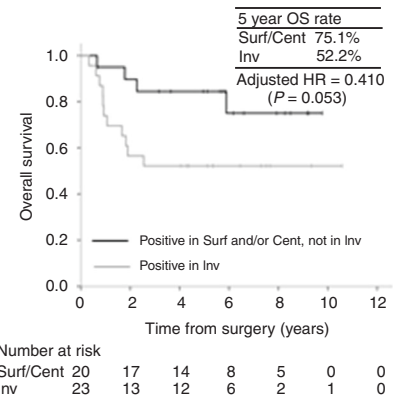 5 year OS rate
Surf/Cent 75.1%
Inv 52.2%
Adjusted HR = 0.410
(P = 0.053)
Overall survival
1.0
0.8
0.6
0.4
0.2
0.0
Positive in Surf and/or Cent, not in Inv
Positive in Inv
0 2 4 6 8 10 12
Time from surgery (years)
Number at risk
Surf/Cent 20 17 14 8 5 0 0
Inv 23 13 12 6 2 1 0